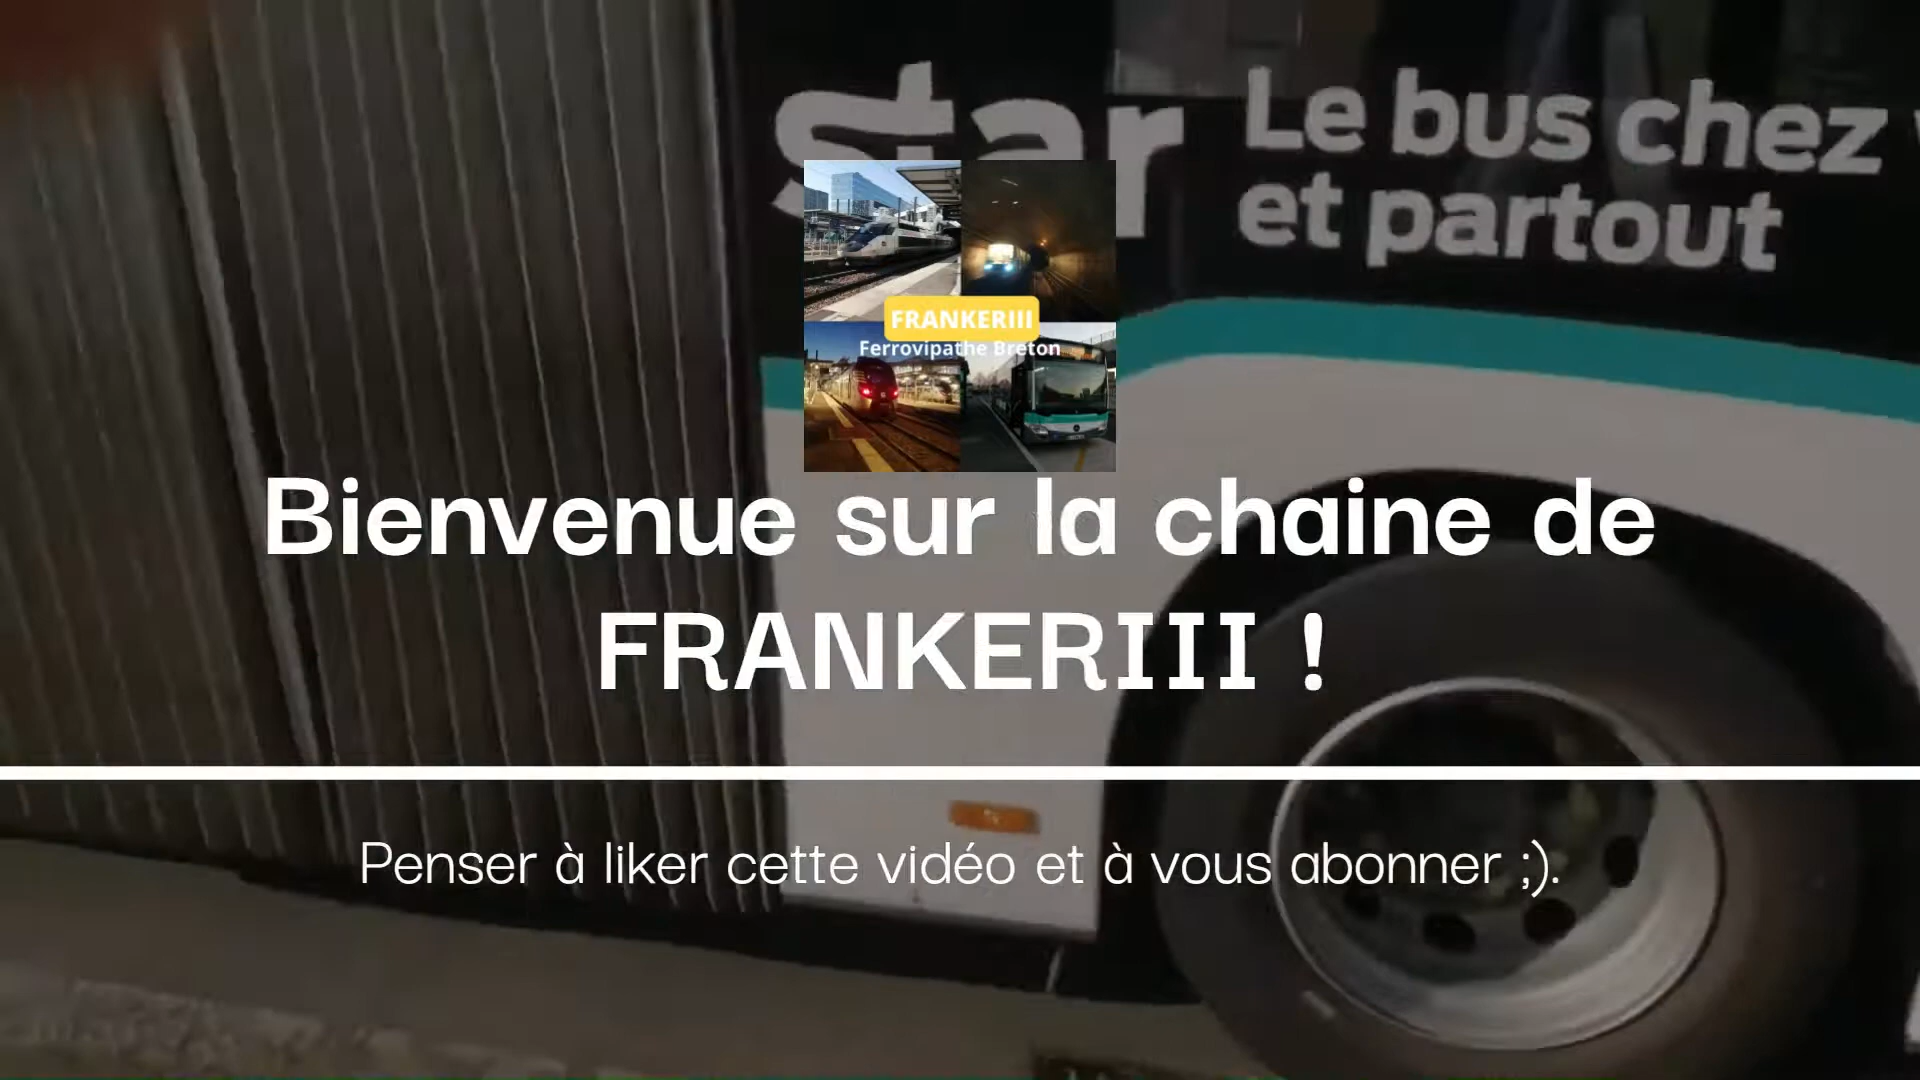 star
Le bus chez
et partout
FRANKERIII
Ferrovipathe Breton
Bienvenue sur la chaine de
FRANKERIII !
Penser à liker cette vidéo et à vous abonner ;).